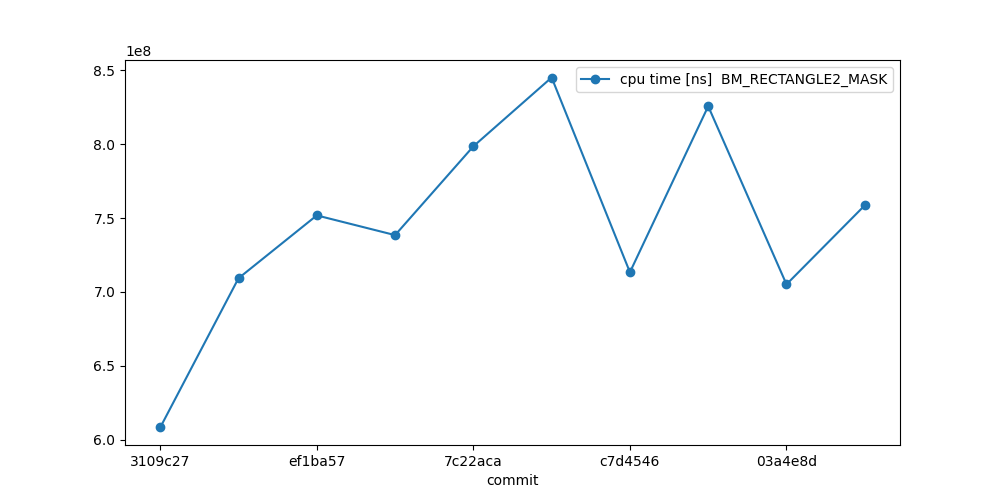 1e8
8.5
8.0
7.5
7.0
6.5
6.0
cpu time [ns]  BM_RECTANGLE2_MASK
3109c27
ef1ba57
7c22aca
c7d4546
03a4e8d
commit